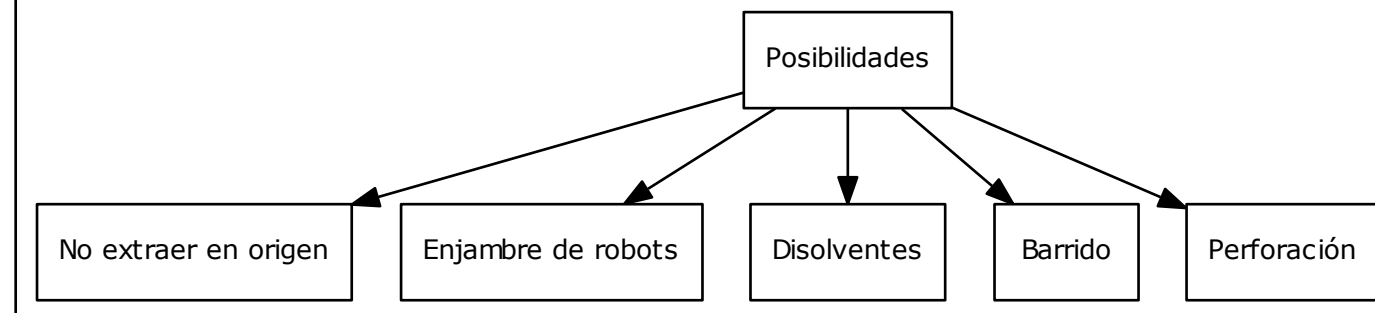 Posibilidades
No extraer en origen
Enjambre de robots
Disolventes
Barrido
Perforación